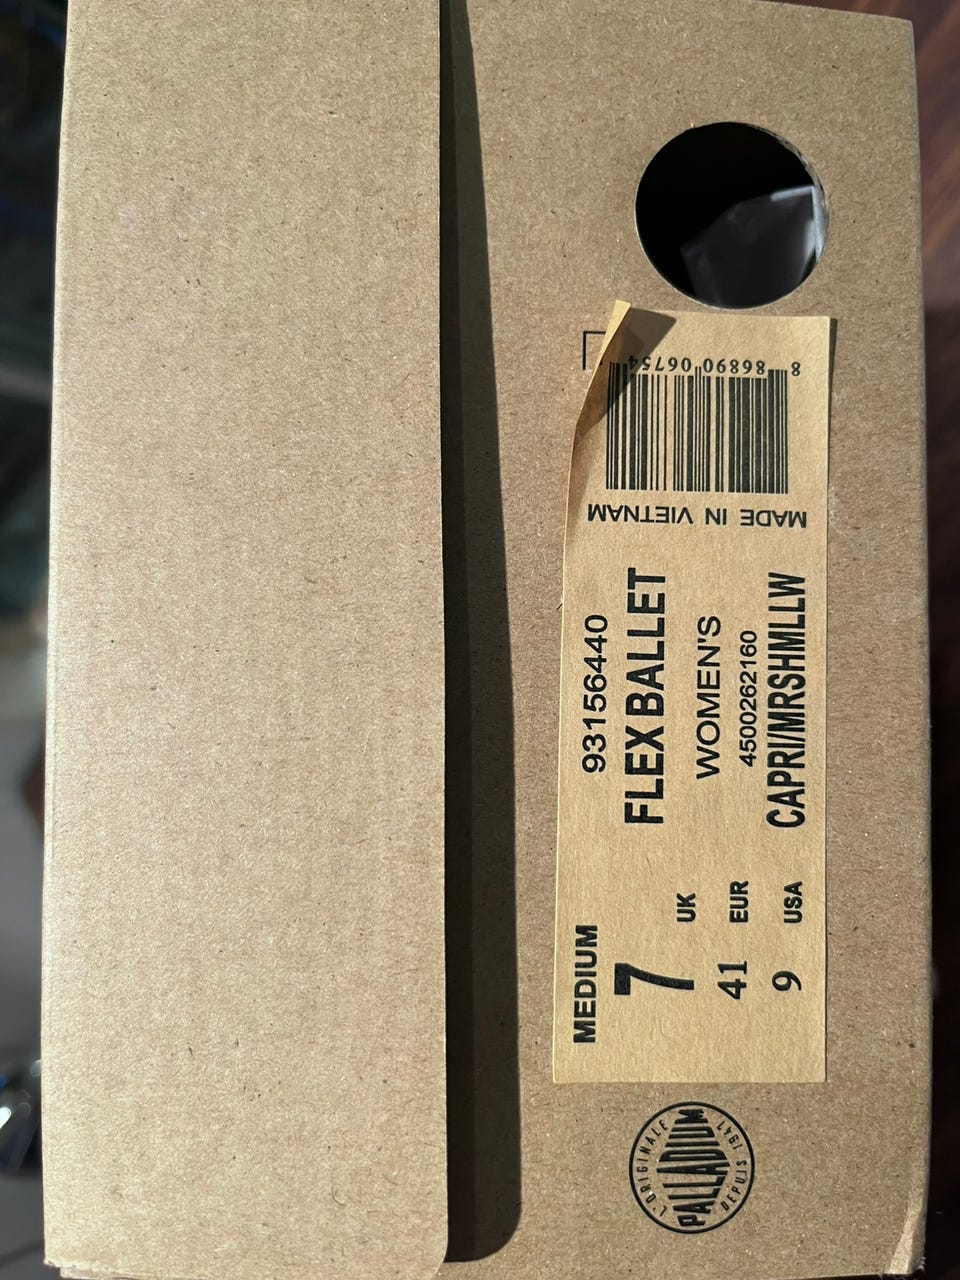 MEDIUM
7 UK
41 EUR
9 USA
93156440
FLEX BALLET
WOMEN'S
4500262160
CAPRI/MRSHMLLW
MADE IN VIETNAM
8 86890 06754
L'ORIGINALE
PALLADIUM
DEPUIS 1947